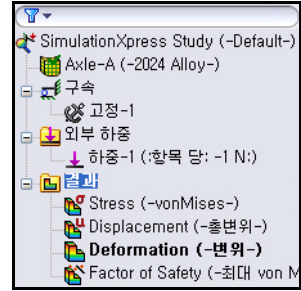 SimulationXpress Study (-Default-)
Axle-A (-2024 Alloy-)
구속
고정-1
외부 하중
하중-1 (:항목 당: -1 N:)
결과
Stress (-vonMises-)
Displacement (-총변위-)
Deformation (-변위-)
Factor of Safety (-최대 von M